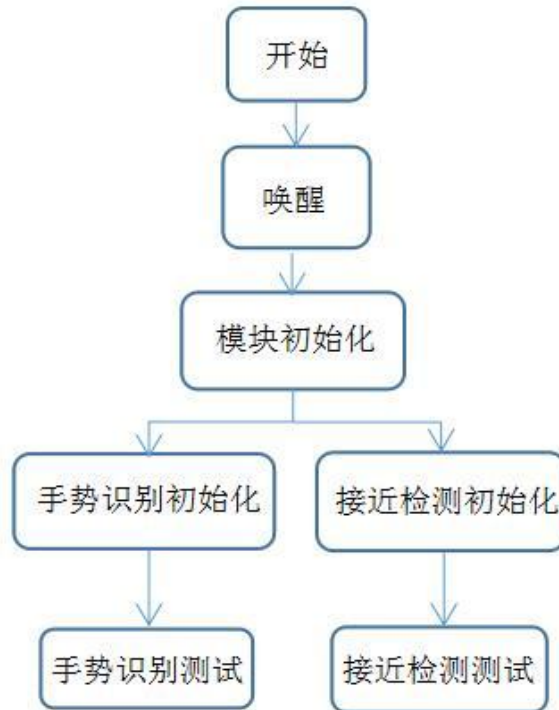 开始
唤醒
模块初始化
手势识别初始化
接近检测初始化
手势识别测试
接近检测测试